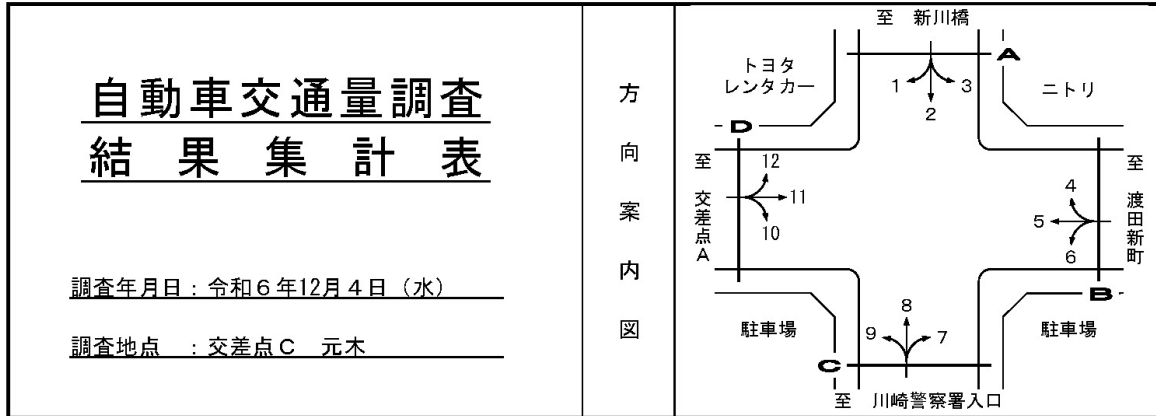 自動車交通量調査
結果集計表
調査年月日：令和６年12月４日（水）
調査地点　：交差点Ｃ　元木
方向案内図
至　新川橋
トヨタ
レンタカー
A
ニトリ
1
2
3
D
至　交差点Ａ
12
11
10
至　渡田新町
4
5
6
B
駐車場
8
9
7
C
駐車場
至　川崎警察署入口